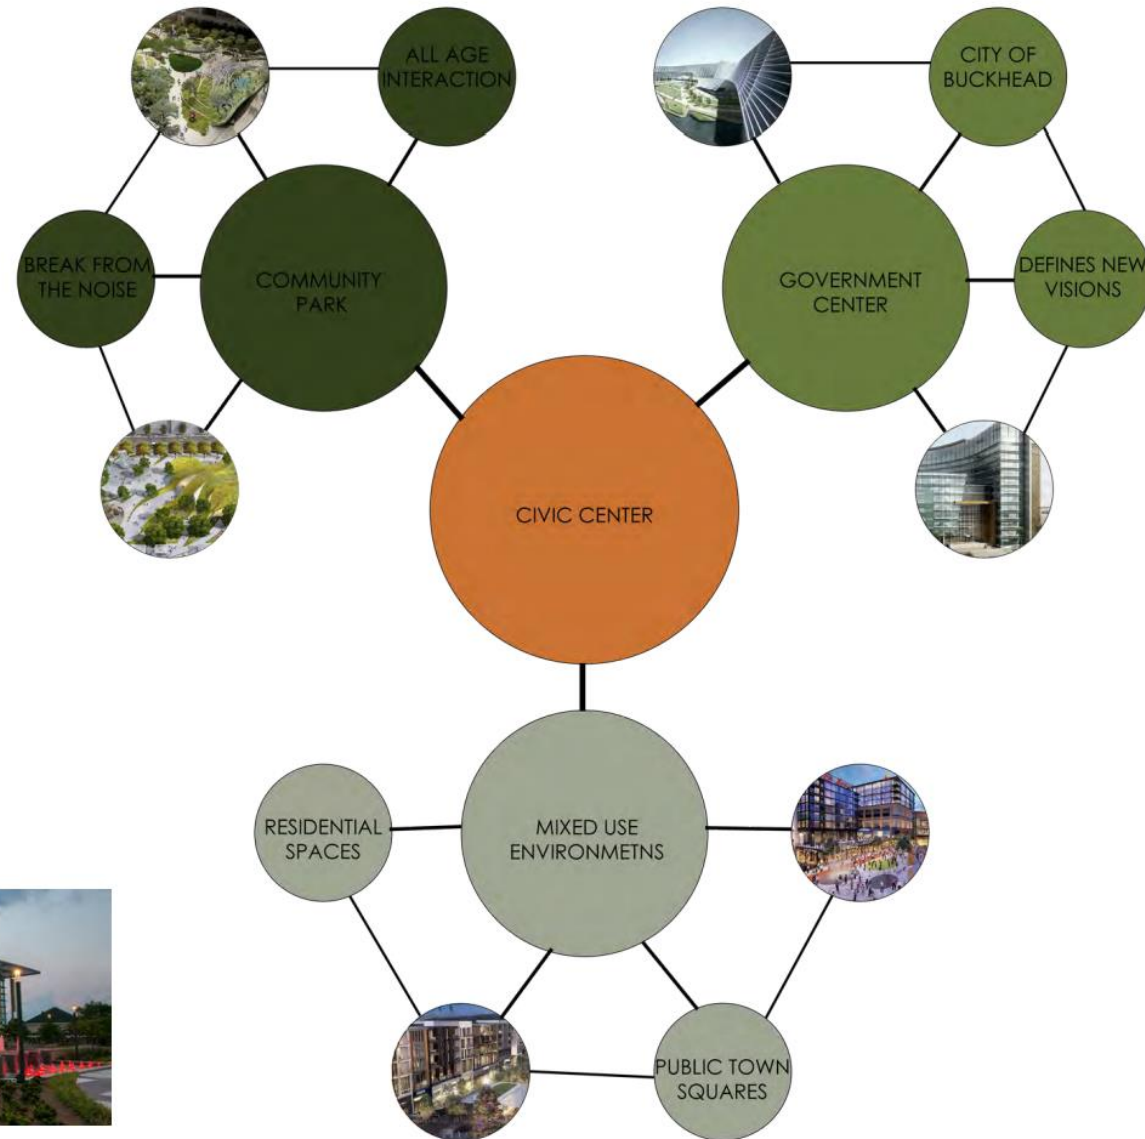 ALL AGE
INTERACTION
CITY OF
BUCKHEAD
BREAK FROM
THE NOISE
COMMUNITY
PARK
GOVERNMENT
CENTER
DEFINES NEW
VISIONS
CIVIC CENTER
RESIDENTIAL
SPACES
MIXED USE
ENVIRONMETNS
PUBLIC TOWN
SQUARES